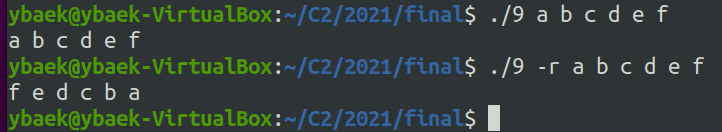 ybaek@ybaek-VirtualBox:~/C2/2021/final$ ./9 a b c d e f
a b c d e f
ybaek@ybaek-VirtualBox:~/C2/2021/final$ ./9 -r a b c d e f
f e d c b a
ybaek@ybaek-VirtualBox:~/C2/2021/final$